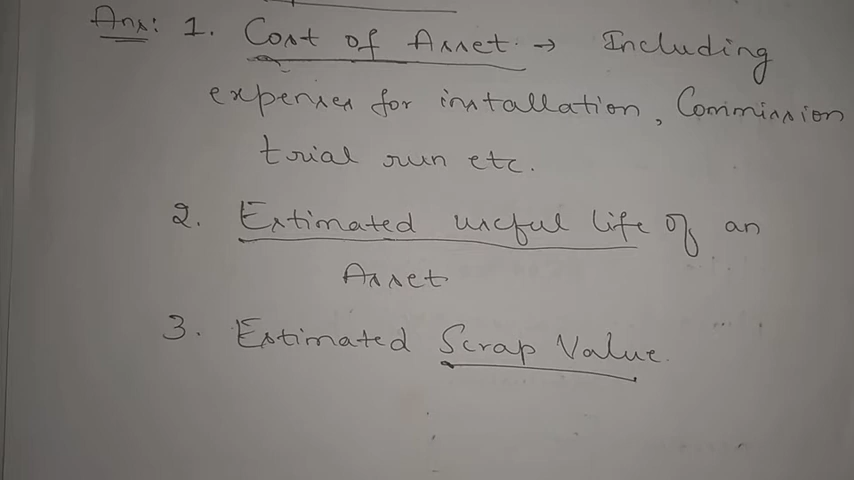 Ans: 1. Cost of Asset → Including
expenses for installation, Commission
trial run etc.
2. Estimated useful life of an
Asset
3. Estimated Scrap Value.